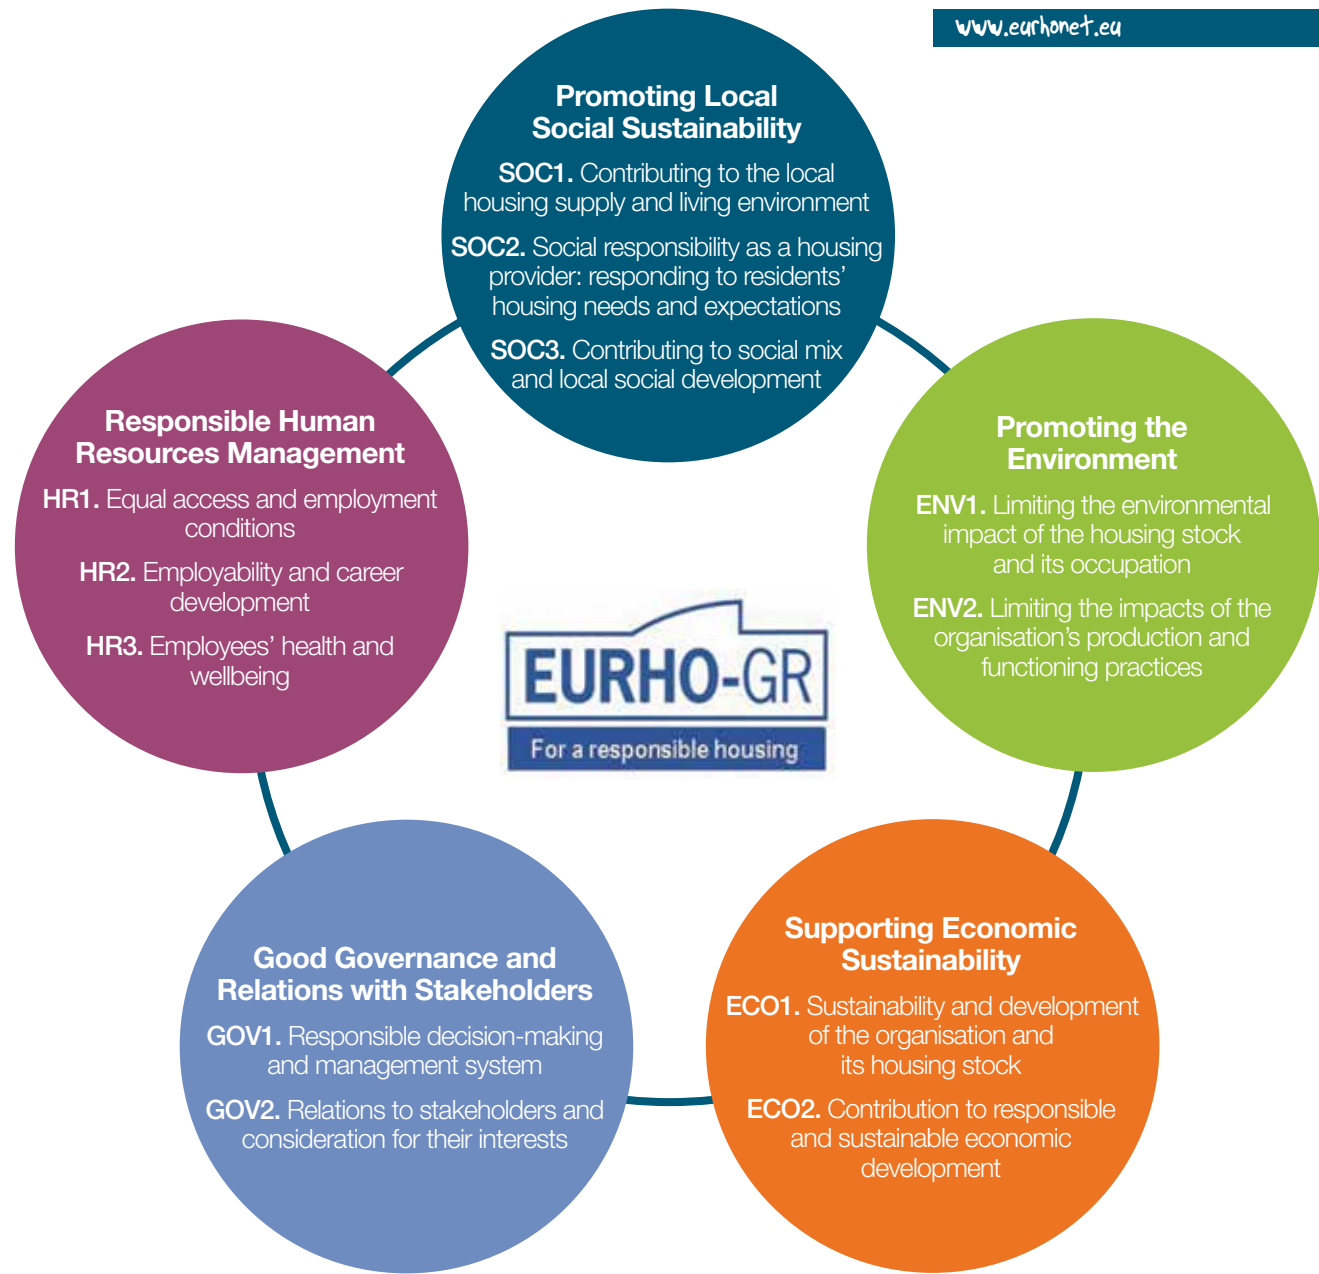 www.eurhonet.eu
Promoting Local
Social Sustainability
SOC1. Contributing to the local
housing supply and living environment
SOC2. Social responsibility as a housing
provider: responding to residents’
housing needs and expectations
SOC3. Contributing to social mix
and local social development
Responsible Human
Resources Management
HR1. Equal access and employment
conditions
HR2. Employability and career
development
HR3. Employees’ health and
wellbeing
Promoting the
Environment
ENV1. Limiting the environmental
impact of the housing stock
and its occupation
ENV2. Limiting the impacts of the
organisation’s production and
functioning practices
EURHO-GR
For a responsible housing
Good Governance and
Relations with Stakeholders
GOV1. Responsible decision-making
and management system
GOV2. Relations to stakeholders and
consideration for their interests
Supporting Economic
Sustainability
ECO1. Sustainability and development
of the organisation and
its housing stock
ECO2. Contribution to responsible
and sustainable economic
development